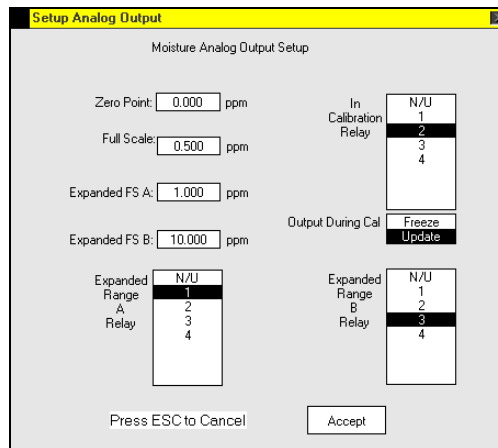 Setup Analog Output
Moisture Analog Output Setup
Zero Point: 0.000 ppm
Full Scale: 0.500 ppm
Expanded FS A: 1.000 ppm
Expanded FS B: 10.000 ppm
In
Calibration
Relay
N/U
1
2
3
4
Output During Cal
Freeze
Update
Expanded
Range
A
Relay
N/U
1
2
3
4
Expanded
Range
B
Relay
N/U
1
2
3
4
Press ESC to Cancel
Accept